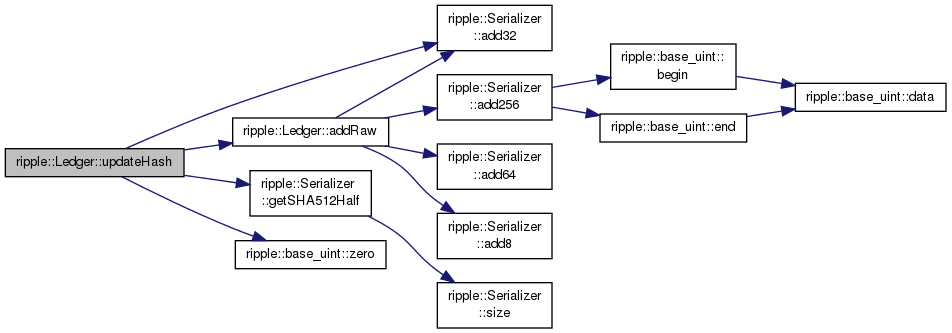 ripple::Ledger::updateHash
ripple::Ledger::addRaw
ripple::Serializer
::getSHA512Half
ripple::base_uint::zero
ripple::Serializer
::add32
ripple::Serializer
::add256
ripple::Serializer
::add64
ripple::Serializer
::add8
ripple::Serializer
::size
ripple::base_uint::
begin
ripple::base_uint::end
ripple::base_uint::data